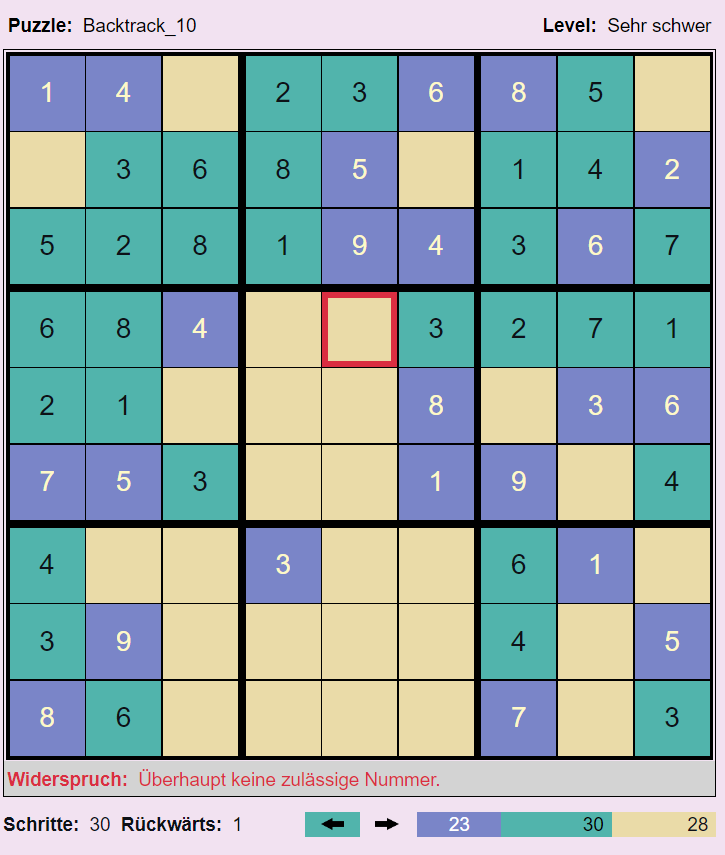 Puzzle: Backtrack_10 Level: Sehr schwer
1 4 2 3 6 8 5
3 6 8 5 1 4 2
5 2 8 1 9 4 3 6 7
6 8 4 3 2 7 1
2 1 8 3 6
7 5 3 1 9 4
4 3 6 1
3 9 4 5
8 6 7 3
Widerspruch: Überhaupt keine zulässige Nummer.
Schritte: 30 Rückwärts: 1 23 30 28